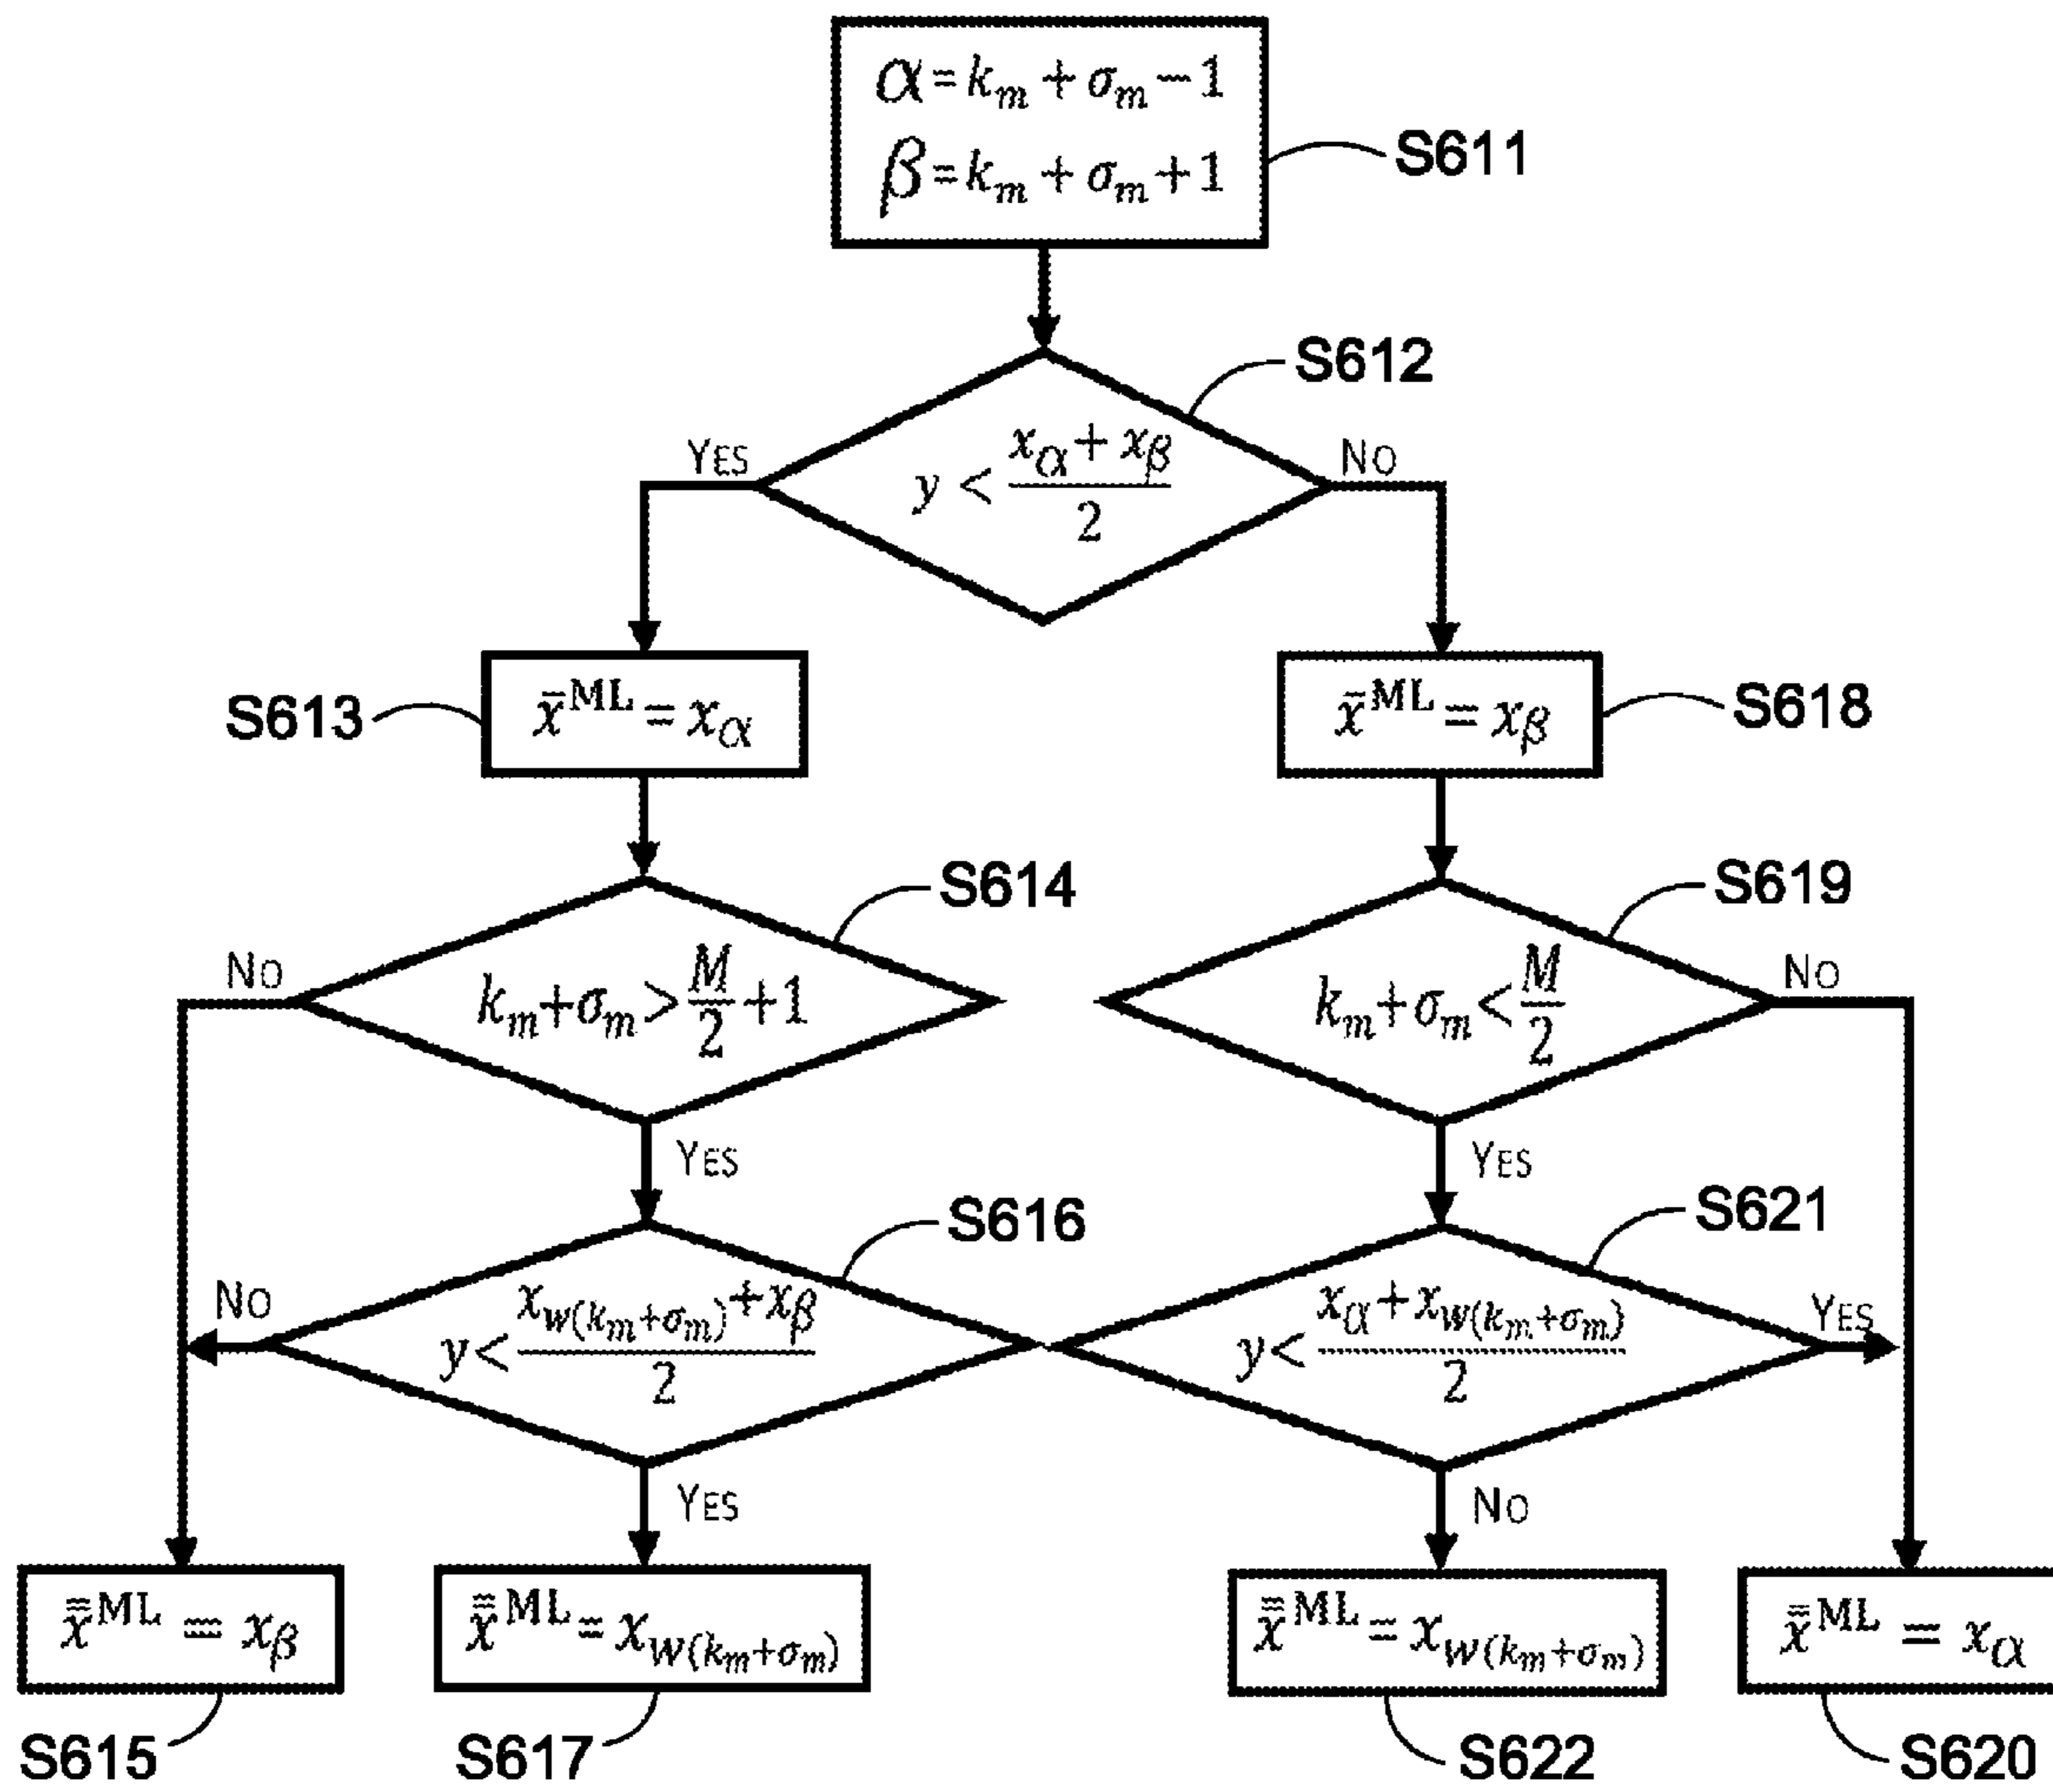 α = k_m + σ_m − 1
β = k_m + σ_m + 1
S611
S612
YES
y < (x_α + x_β)/2
NO
S613
x̄^ML = x_α
x̄^ML = x_β
S618
S614
S619
NO
k_m + σ_m > M/2 + 1
k_m + σ_m < M/2
NO
YES
YES
S616
S621
NO
y < (x_W(k_m+σ_m) + x_β)/2
y < (x_α + x_W(k_m+σ_m))/2
YES
YES
NO
x̿^ML = x_β
x̿^ML = x_W(k_m+σ_m)
x̿^ML = x_W(k_m+σ_m)
x̿^ML = x_α
S615
S617
S622
S620